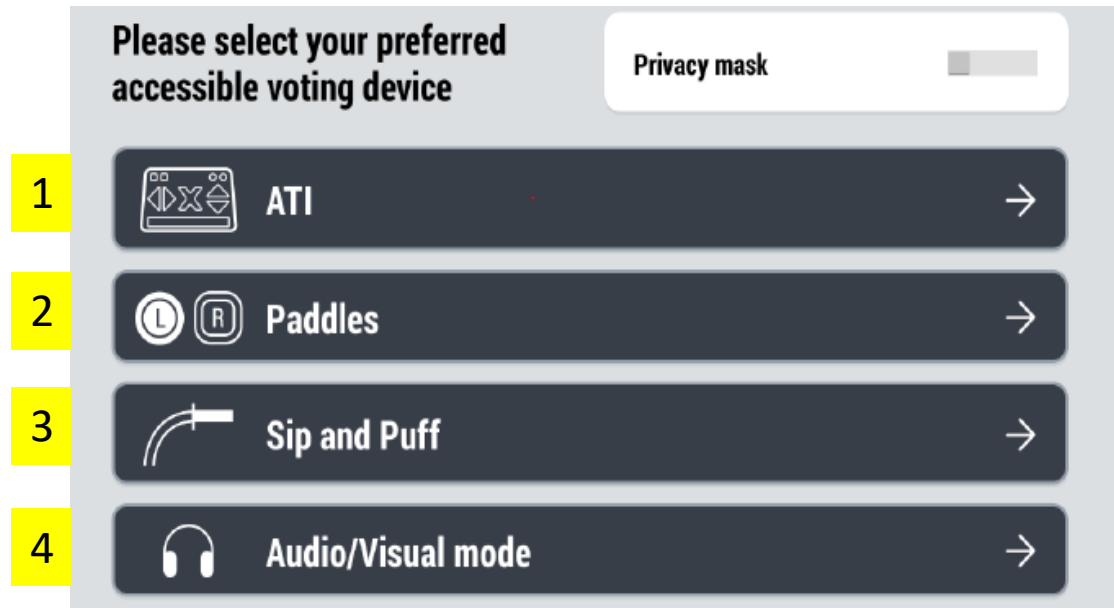 Please select your preferred
accessible voting device
Privacy mask
1
ATI
2
L R
Paddles
3
Sip and Puff
4
Audio/Visual mode